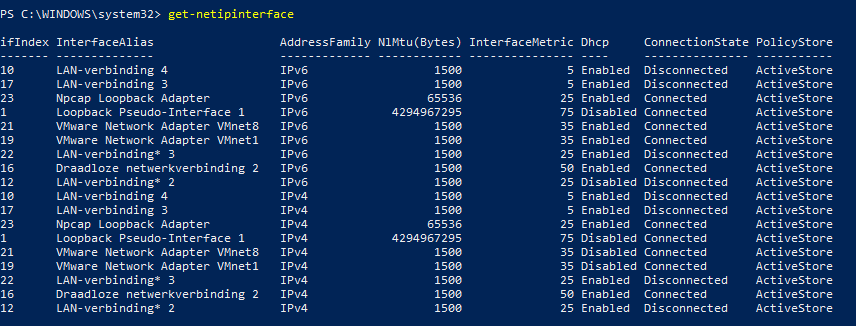 PS C:\WINDOWS\system32> get-netipinterface
ifIndex InterfaceAlias AddressFamily NlMtu(Bytes) InterfaceMetric Dhcp ConnectionState PolicyStore
------- -------------- ------------- ------------ --------------- ---- --------------- -----------
10 LAN-verbinding 4 IPv6 1500 5 Enabled Disconnected ActiveStore
17 LAN-verbinding 3 IPv6 1500 5 Enabled Disconnected ActiveStore
23 Npcap Loopback Adapter IPv6 65536 25 Enabled Connected ActiveStore
1 Loopback Pseudo-Interface 1 IPv6 4294967295 75 Disabled Connected ActiveStore
21 VMware Network Adapter VMnet8 IPv6 1500 35 Enabled Connected ActiveStore
19 VMware Network Adapter VMnet1 IPv6 1500 35 Enabled Connected ActiveStore
22 LAN-verbinding* 3 IPv6 1500 25 Enabled Disconnected ActiveStore
16 Draadloze netwerkverbinding 2 IPv6 1500 50 Enabled Connected ActiveStore
12 LAN-verbinding* 2 IPv6 1500 25 Disabled Disconnected ActiveStore
10 LAN-verbinding 4 IPv4 1500 5 Enabled Disconnected ActiveStore
17 LAN-verbinding 3 IPv4 1500 5 Enabled Disconnected ActiveStore
23 Npcap Loopback Adapter IPv4 65536 25 Enabled Connected ActiveStore
1 Loopback Pseudo-Interface 1 IPv4 4294967295 75 Disabled Connected ActiveStore
21 VMware Network Adapter VMnet8 IPv4 1500 35 Disabled Connected ActiveStore
19 VMware Network Adapter VMnet1 IPv4 1500 35 Disabled Connected ActiveStore
22 LAN-verbinding* 3 IPv4 1500 25 Enabled Disconnected ActiveStore
16 Draadloze netwerkverbinding 2 IPv4 1500 50 Enabled Connected ActiveStore
12 LAN-verbinding* 2 IPv4 1500 25 Enabled Disconnected ActiveStore